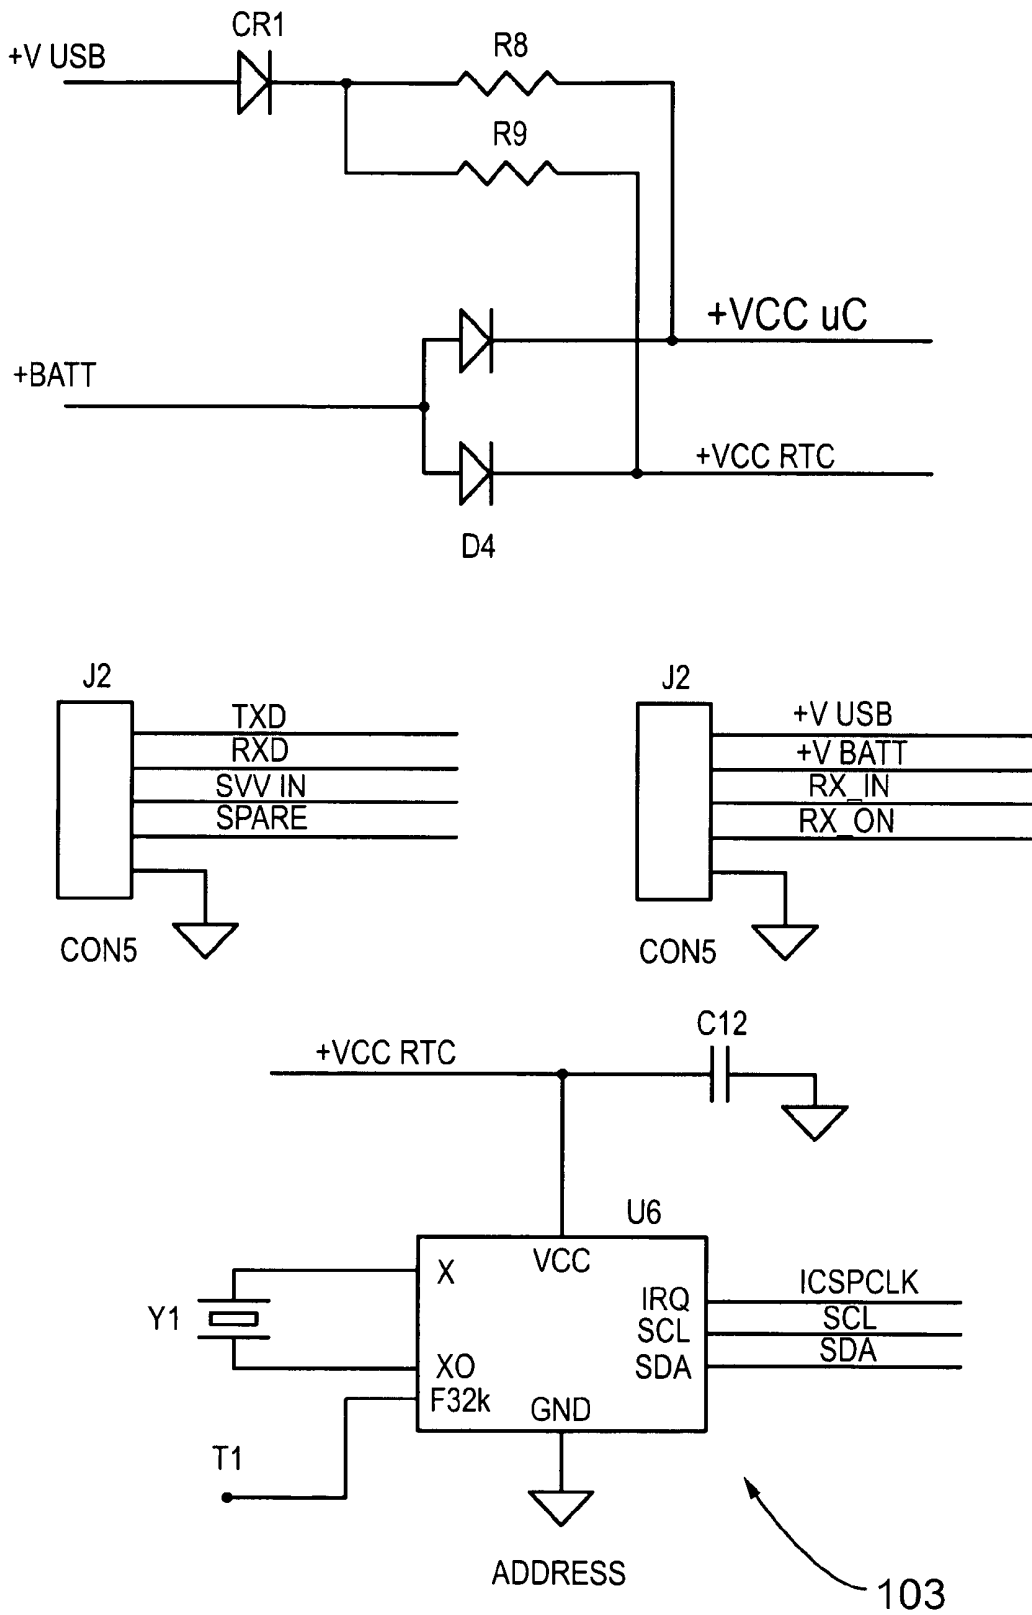 CR1
+V USB
R8
R9
+VCC uC
+BATT
+VCC RTC
D4
J2
TXD
RXD
SVV IN
SPARE
CON5
J2
+V USB
+V BATT
RX_IN
RX_ON
CON5
C12
+VCC RTC
U6
VCC
X
Y1
XO
F32k
IRQ
SCL
SDA
GND
ICSPCLK
SCL
SDA
T1
ADDRESS
103